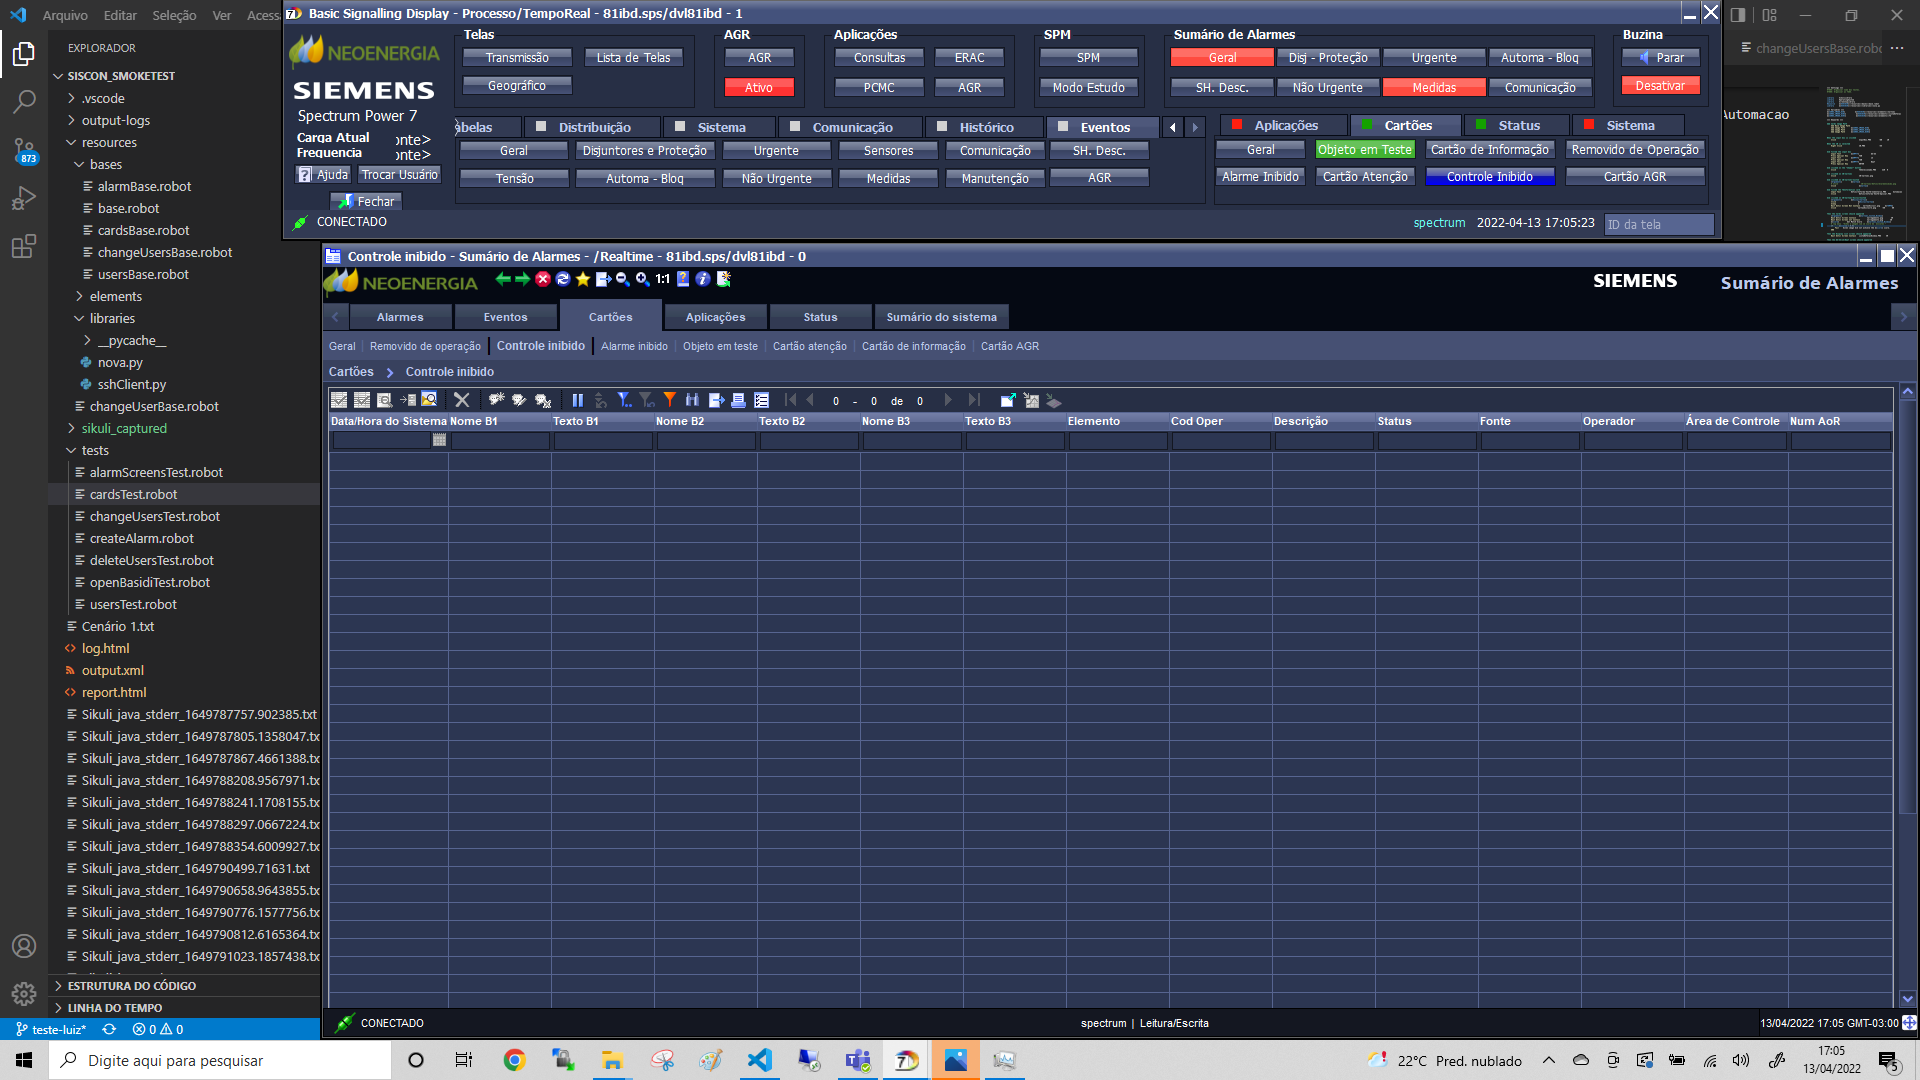 Arquivo Editar Seleção Ver Acess
Basic Signalling Display - Processo/TempoReal - 81ibd.sps/dvl81ibd - 1
NEOENERGIA
SIEMENS
Spectrum Power 7
Carga Atual onte>
Frequencia onte>
Ajuda Trocar Usuário
Fechar
CONECTADO
Telas
Transmissão Lista de Telas
Geográfico
AGR
AGR
Ativo
Aplicações
Consultas ERAC
PCMC AGR
SPM
SPM
Modo Estudo
Sumário de Alarmes
Geral Disj - Proteção Urgente Automa - Bloq
SH. Desc. Não Urgente Medidas Comunicação
Buzina
Parar
Desativar
abelas Distribuição Sistema Comunicação Histórico Eventos
Geral Disjuntores e Proteção Urgente Sensores Comunicação SH. Desc.
Tensão Automa - Bloq Não Urgente Medidas Manutenção AGR
Aplicações Cartões Status Sistema
Geral Objeto em Teste Cartão de Informação Removido de Operação
Alarme Inibido Cartão Atenção Controle Inibido Cartão AGR
spectrum 2022-04-13 17:05:23 ID da tela
changeUsersBase.robo
Automacao
EXPLORADOR
SISCON_SMOKETEST
.vscode
output-logs
resources
bases
alarmBase.robot
base.robot
cardsBase.robot
changeUsersBase.robot
usersBase.robot
elements
libraries
__pycache__
nova.py
sshClient.py
changeUserBase.robot
sikuli_captured
tests
alarmScreensTest.robot
cardsTest.robot
changeUsersTest.robot
createAlarm.robot
deleteUsersTest.robot
openBasidiTest.robot
usersTest.robot
Cenário 1.txt
log.html
output.xml
report.html
Sikuli_java_stderr_1649787757.902385.txt
Sikuli_java_stderr_1649787805.1358047.tx
Sikuli_java_stderr_1649787867.4661388.tx
Sikuli_java_stderr_1649788208.9567971.tx
Sikuli_java_stderr_1649788241.1708155.tx
Sikuli_java_stderr_1649788297.0667224.tx
Sikuli_java_stderr_1649788354.6009927.tx
Sikuli_java_stderr_1649790499.71631.txt
Sikuli_java_stderr_1649790658.9643855.tx
Sikuli_java_stderr_1649790776.1577756.tx
Sikuli_java_stderr_1649790812.6165364.tx
Sikuli_java_stderr_1649791023.1857438.tx
ESTRUTURA DO CÓDIGO
LINHA DO TEMPO
873
teste-luiz* 0 0
Controle inibido - Sumário de Alarmes - /Realtime - 81ibd.sps/dvl81ibd - 0
NEOENERGIA 1:1 SIEMENS Sumário de Alarmes
Alarmes Eventos Cartões Aplicações Status Sumário do sistema
Geral Removido de operação Controle inibido Alarme inibido Objeto em teste Cartão atenção Cartão de informação Cartão AGR
Cartões > Controle inibido
0 - 0 de 0
Data/Hora do Sistema Nome B1 Texto B1 Nome B2 Texto B2 Nome B3 Texto B3 Elemento Cod Oper Descrição Status Fonte Operador Área de Controle Num AoR
CONECTADO spectrum | Leitura/Escrita 13/04/2022 17:05 GMT-03:00
Digite aqui para pesquisar
22°C Pred. nublado
17:05
13/04/2022
5